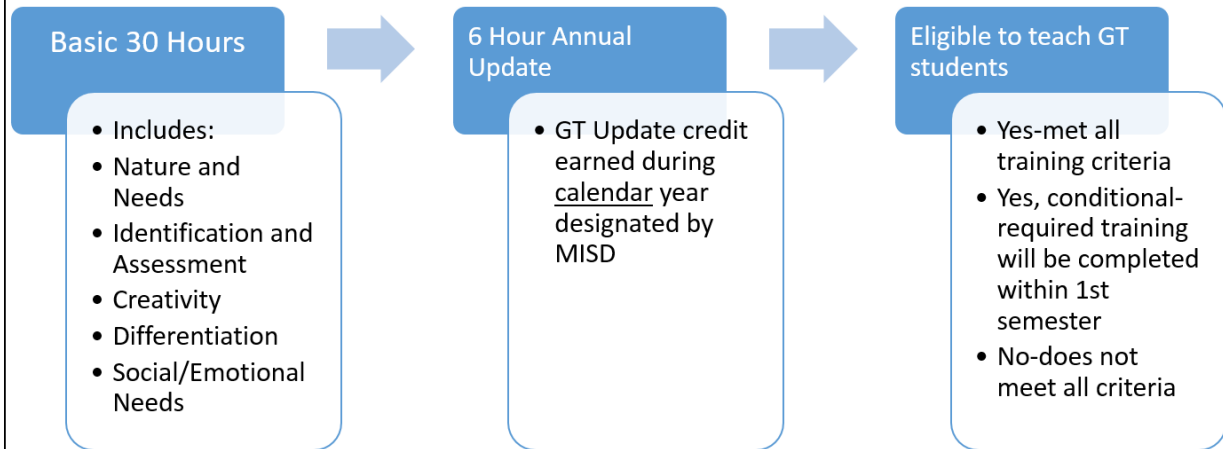 Basic 30 Hours
• Includes:
• Nature and
Needs
• Identification and
Assessment
• Creativity
• Differentiation
• Social/Emotional
Needs
6 Hour Annual
Update
• GT Update credit
earned during
calendar year
designated by
MISD
Eligible to teach GT
students
• Yes-met all
training criteria
• Yes, conditional-
required training
will be completed
within 1st
semester
• No-does not
meet all criteria